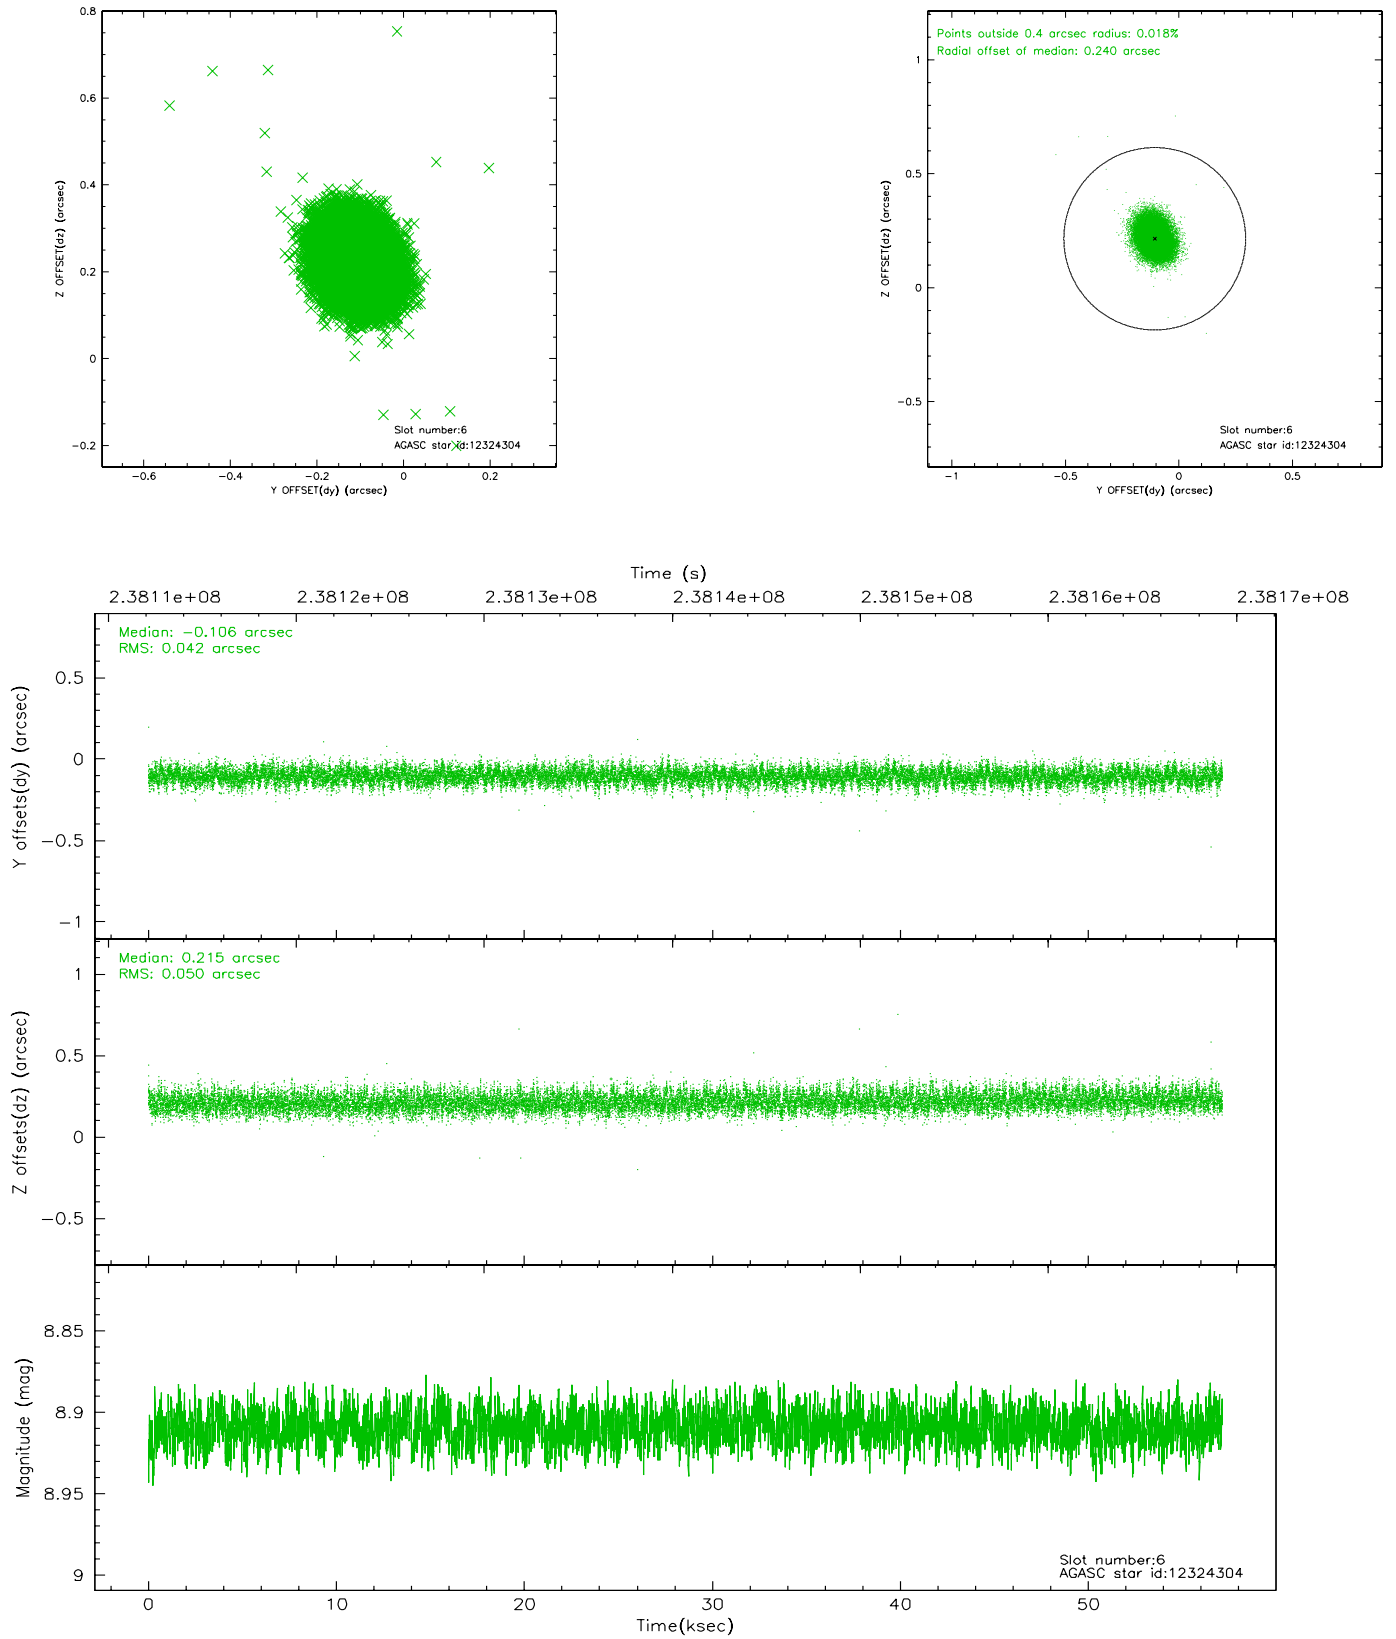 0.8
0.6
0.4
0.2
0
−0.2
Z OFFSET(dz) (arcsec)
Slot number:6
AGASC star id:12324304
−0.6 −0.4 −0.2 0 0.2
Y OFFSET(dy) (arcsec)
Points outside 0.4 arcsec radius: 0.018%
Radial offset of median: 0.240 arcsec
1
0.5
0
−0.5
Z OFFSET(dz) (arcsec)
Slot number:6
AGASC star id:12324304
−1 −0.5 0 0.5
Y OFFSET(dy) (arcsec)
Time (s)
2.3811e+08 2.3812e+08 2.3813e+08 2.3814e+08 2.3815e+08 2.3816e+08 2.3817e+08
Median: −0.106 arcsec
RMS: 0.042 arcsec
0.5
0
−0.5
−1
Y offsets(dy) (arcsec)
Median: 0.215 arcsec
RMS: 0.050 arcsec
1
0.5
0
−0.5
Z offsets(dz) (arcsec)
8.85
8.9
8.95
9
Magnitude (mag)
Slot number:6
AGASC star id:12324304
0 10 20 30 40 50
Time(ksec)